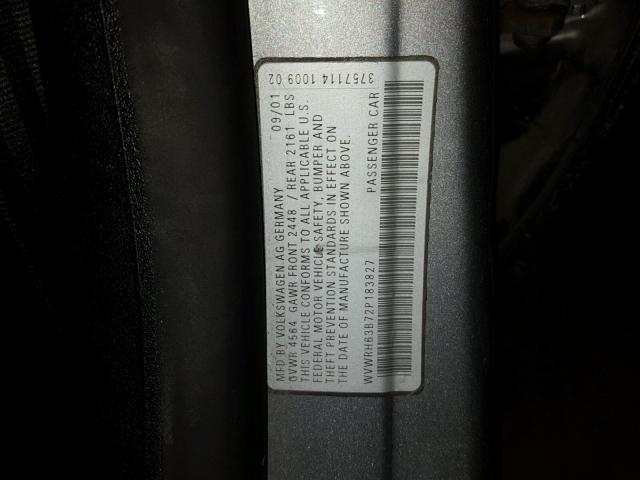 MFD BY VOLKSWAGEN AG GERMANY 09/01
GVWR 4564 GAWR FRONT 2448 / REAR 2161 LBS
THIS VEHICLE CONFORMS TO ALL APPLICABLE U.S.
FEDERAL MOTOR VEHICLE SAFETY, BUMPER AND
THEFT PREVENTION STANDARDS IN EFFECT ON
THE DATE OF MANUFACTURE SHOWN ABOVE.
WVWRH63B72P183827 PASSENGER CAR
3757114 1009 02